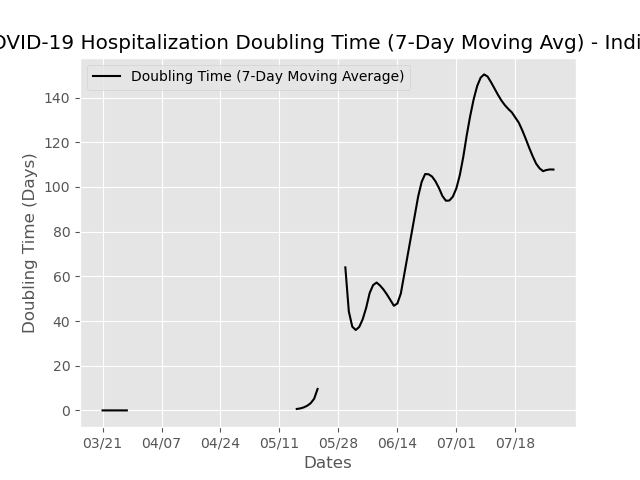 OVID-19 Hospitalization Doubling Time (7-Day Moving Avg) - Indi
Doubling Time (7-Day Moving Average)
Doubling Time (Days)
140
120
100
80
60
40
20
0
03/21 04/07 04/24 05/11 05/28 06/14 07/01 07/18
Dates